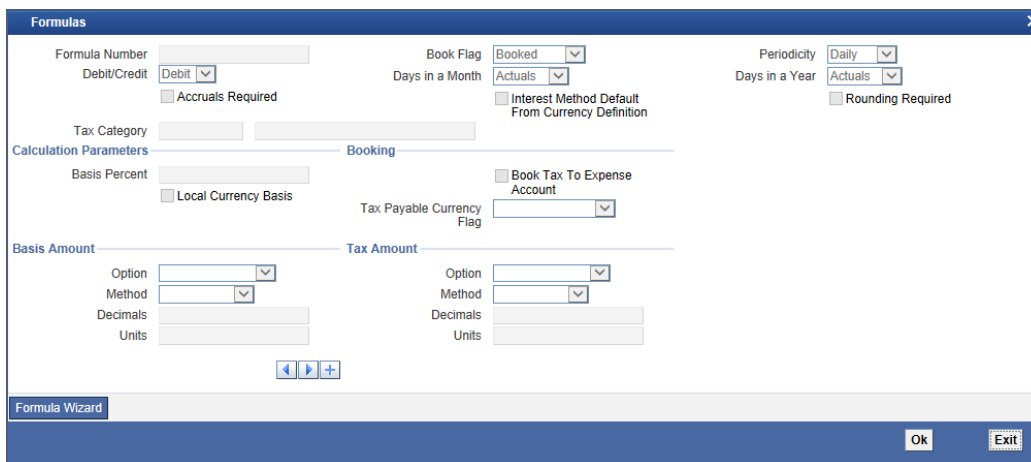 Formulas
Formula Number Book Flag Booked Periodicity Daily
Debit/Credit Debit Days in a Month Actuals Days in a Year Actuals
Accruals Required Interest Method Default Rounding Required
From Currency Definition
Tax Category
Calculation Parameters Booking
Basis Percent Book Tax To Expense
Account
Local Currency Basis
Tax Payable Currency
Flag
Basis Amount Tax Amount
Option Option
Method Method
Decimals Decimals
Units Units
Formula Wizard
Ok Exit